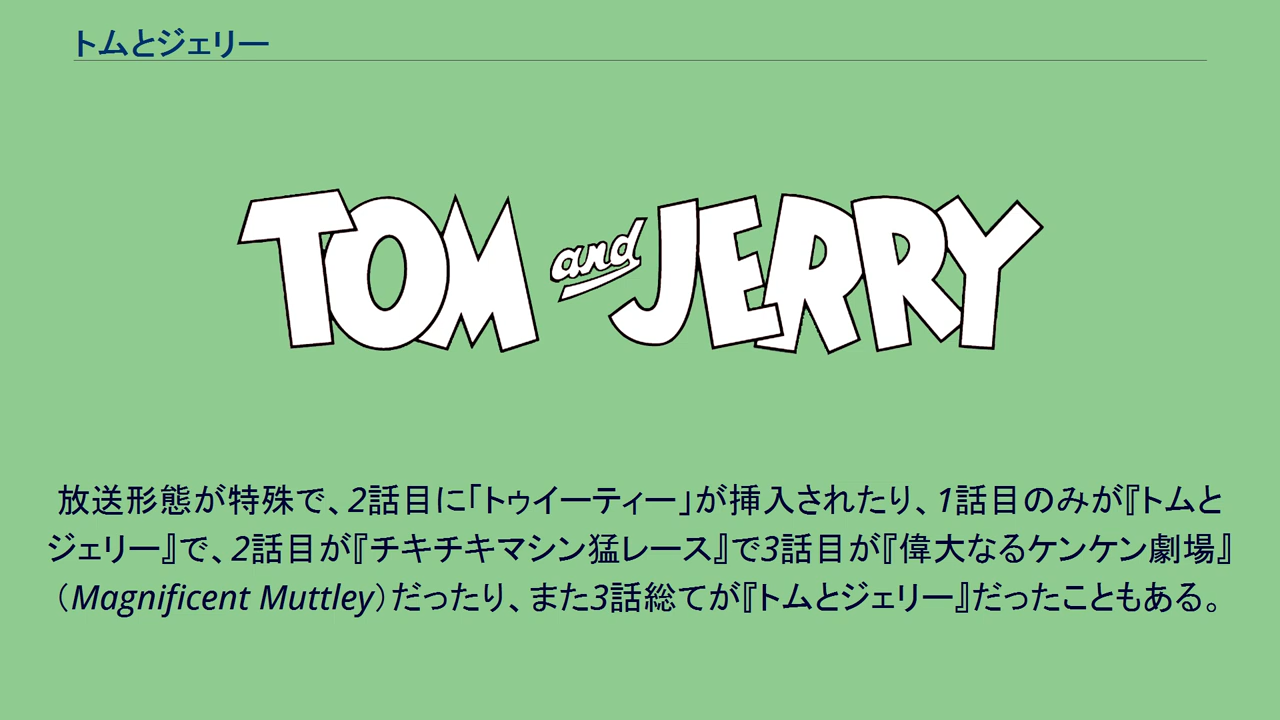 トムとジェリー
TOM and JERRY
放送形態が特殊で、2話目に「トゥイーティー」が挿入されたり、1話目のみが『トムと
ジェリー』で、2話目が『チキチキマシン猛レース』で3話目が『偉大なるケンケン劇場』
（Magnificent Muttley）だったり、また3話総てが『トムとジェリー』だったこともある。